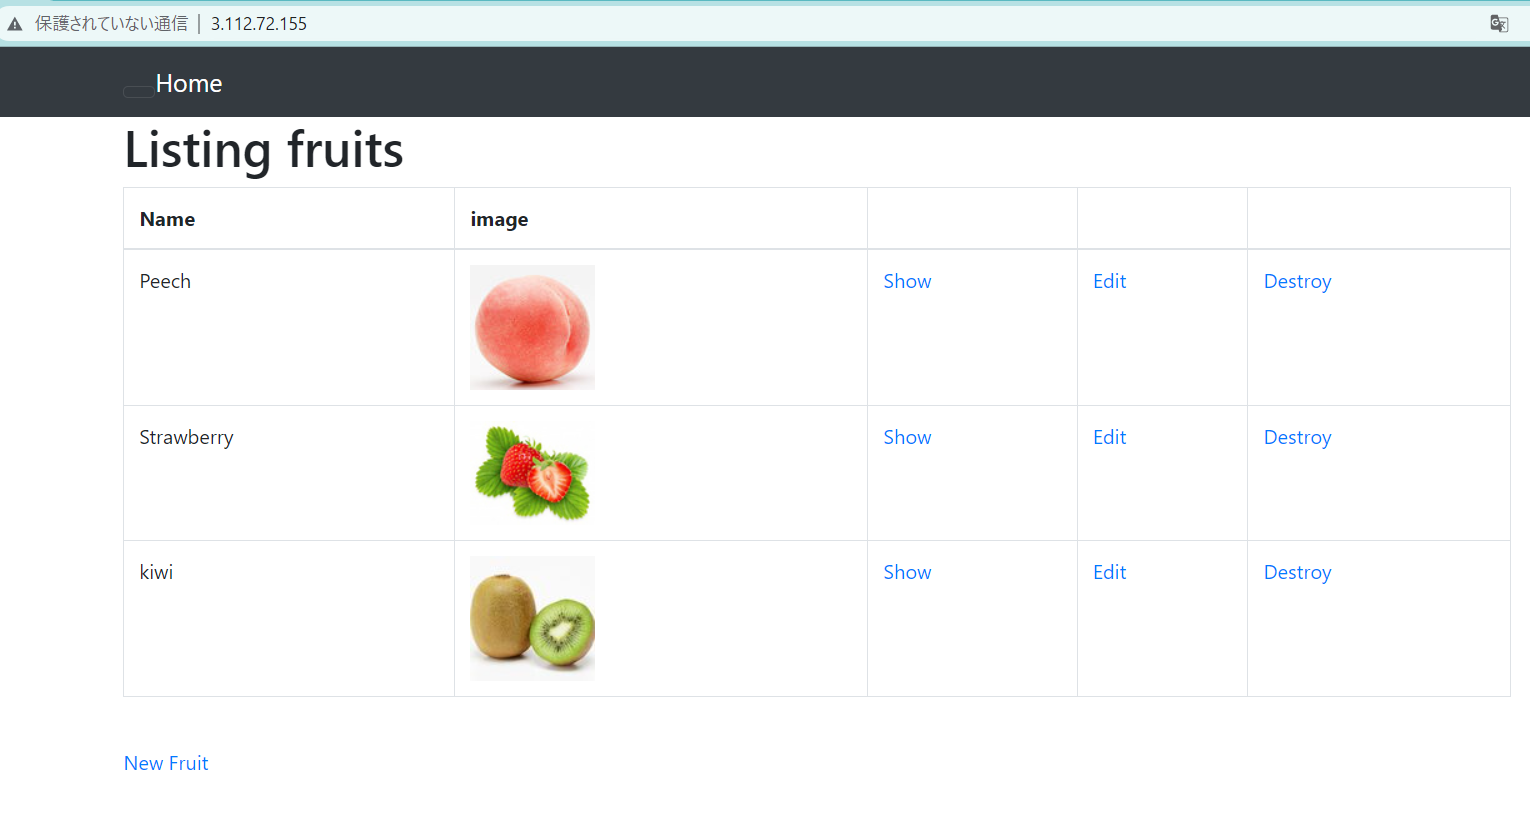 保護されていない通信 | 3.112.72.155
Home
Listing fruits
Name image
Peech Show Edit Destroy
Strawberry Show Edit Destroy
kiwi Show Edit Destroy
New Fruit